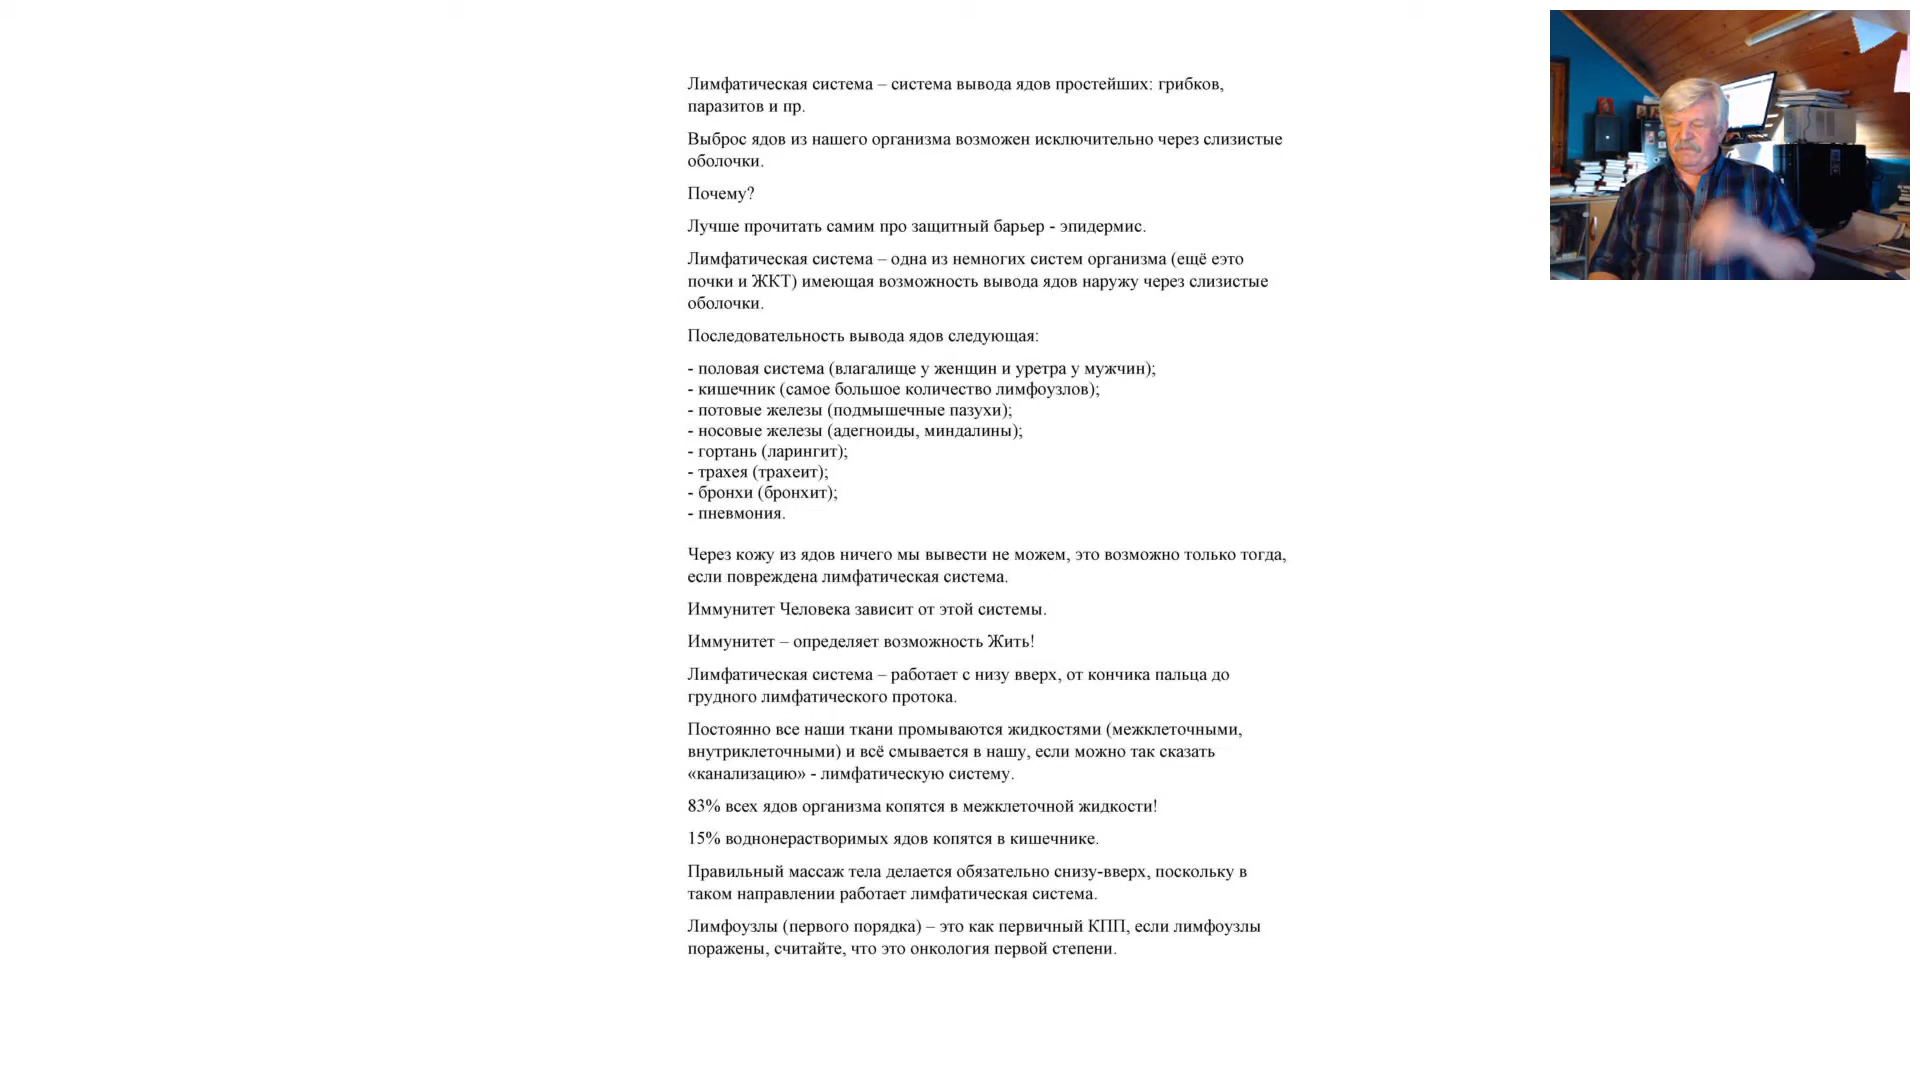 Лимфатическая система – система вывода ядов простейших: грибков,
паразитов и пр.
Выброс ядов из нашего организма возможен исключительно через слизистые
оболочки.
Почему?
Лучше прочитать самим про защитный барьер - эпидермис.
Лимфатическая система – одна из немногих систем организма (ещё еэто
почки и ЖКТ) имеющая возможность вывода ядов наружу через слизистые
оболочки.
Последовательность вывода ядов следующая:
- половая система (влагалище у женщин и уретра у мужчин);
- кишечник (самое большое количество лимфоузлов);
- потовые железы (подмышечные пазухи);
- носовые железы (адегноиды, миндалины);
- гортань (ларингит);
- трахея (трахеит);
- бронхи (бронхит);
- пневмония.
Через кожу из ядов ничего мы вывести не можем, это возможно только тогда,
если повреждена лимфатическая система.
Иммунитет Человека зависит от этой системы.
Иммунитет – определяет возможность Жить!
Лимфатическая система – работает с низу вверх, от кончика пальца до
грудного лимфатического протока.
Постоянно все наши ткани промываются жидкостями (межклеточными,
внутриклеточными) и всё смывается в нашу, если можно так сказать
«канализацию» - лимфатическую систему.
83% всех ядов организма копятся в межклеточной жидкости!
15% воднонерастворимых ядов копятся в кишечнике.
Правильный массаж тела делается обязательно снизу-вверх, поскольку в
таком направлении работает лимфатическая система.
Лимфоузлы (первого порядка) – это как первичный КПП, если лимфоузлы
поражены, считайте, что это онкология первой степени.